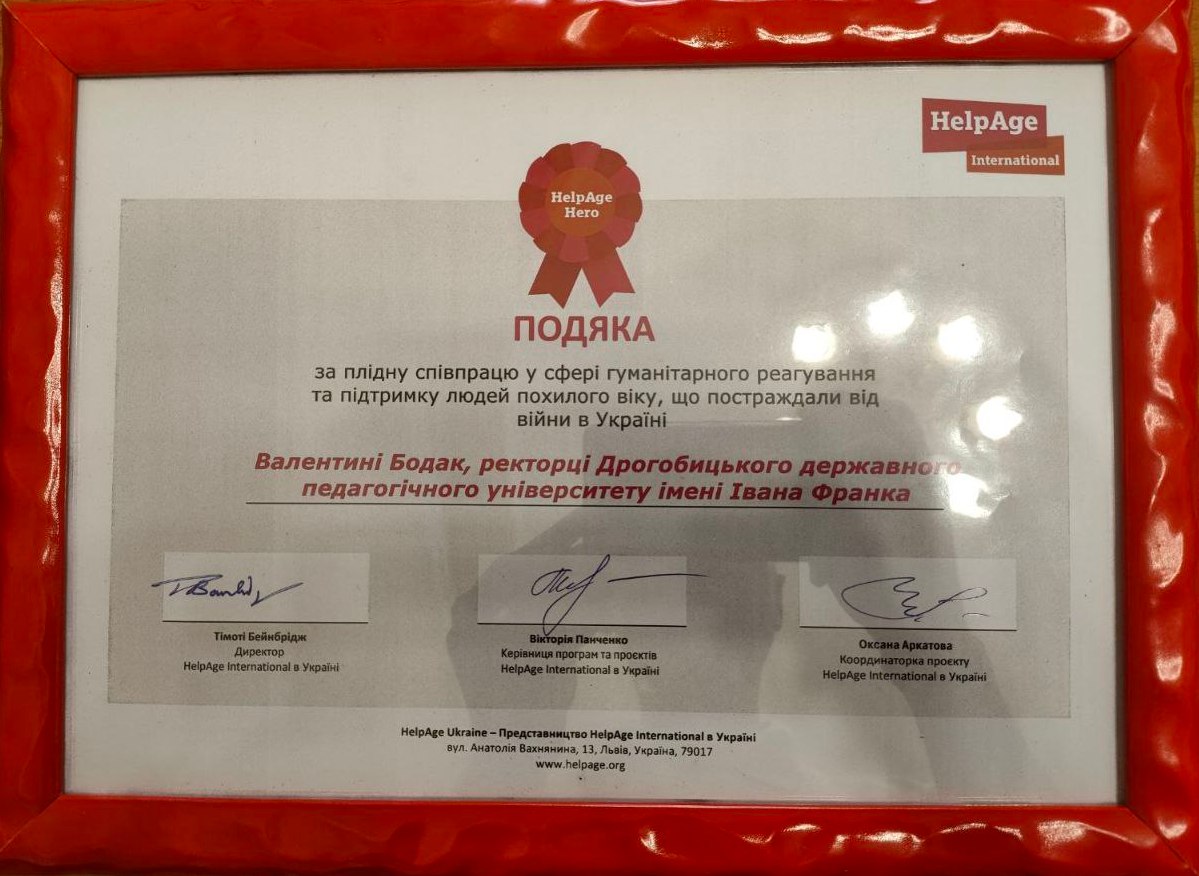 HelpAge
International
HelpAge
Hero
ПОДЯКА
за плідну співпрацю у сфері гуманітарного реагування
та підтримку людей похилого віку, що постраждали від
війни в Україні
Валентині Бодак, ректорці Дрогобицького державного
педагогічного університету імені Івана Франка
Тімоті Бейнбрідж
Директор
HelpAge International в Україні
Вікторія Панченко
Керівниця програм та проєктів
HelpAge International в Україні
Оксана Аркатова
Координаторка проєкту
HelpAge International в Україні
HelpAge Ukraine – Представництво HelpAge International в Україні
вул. Анатолія Вахнянина, 13, Львів, Україна, 79017
www.helpage.org